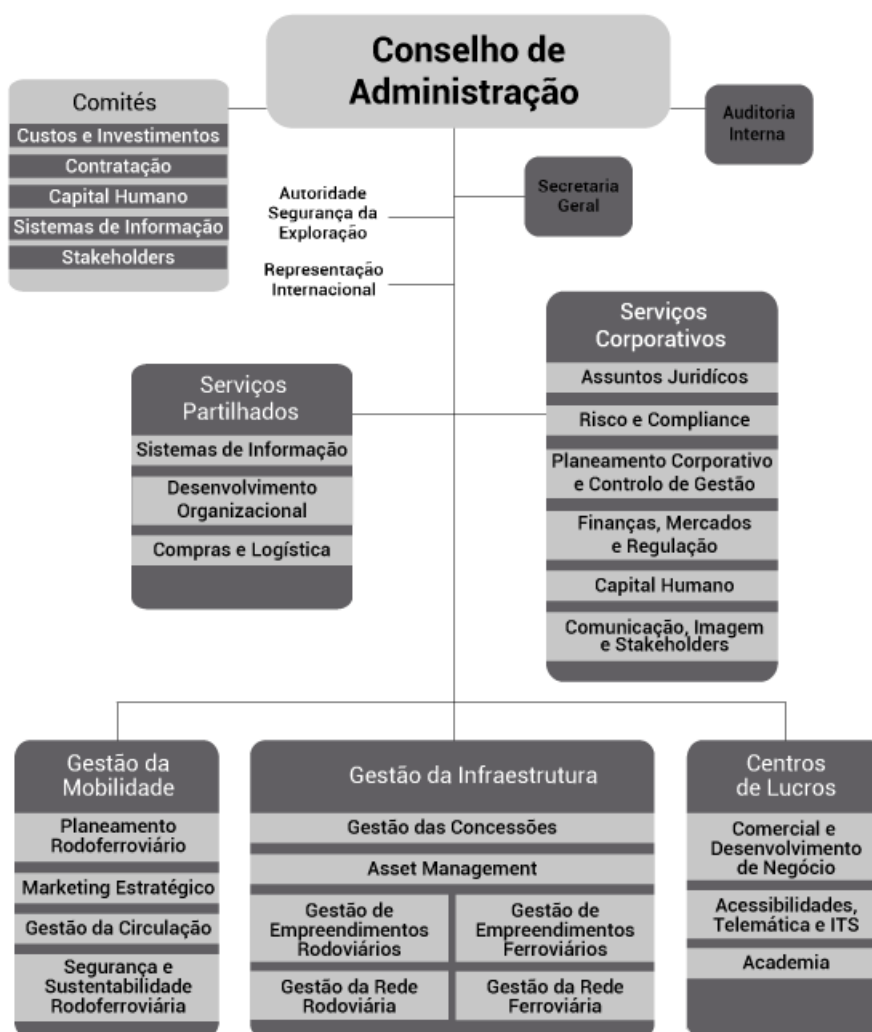 Conselho de
Administração
Comités
Custos e Investimentos
Contratação
Capital Humano
Sistemas de Informação
Stakeholders
Auditoria
Interna
Secretaria
Geral
Autoridade
Segurança da
Exploração
Representação
Internacional
Serviços
Partilhados
Sistemas de Informação
Desenvolvimento
Organizacional
Compras e Logística
Serviços
Corporativos
Assuntos Juridícos
Risco e Compliance
Planeamento Corporativo
e Controlo de Gestão
Finanças, Mercados
e Regulação
Capital Humano
Comunicação, Imagem
e Stakeholders
Gestão da
Mobilidade
Planeamento
Rodoferroviário
Marketing Estratégico
Gestão da Circulação
Segurança e
Sustentabilidade
Rodoferroviária
Gestão da Infraestrutura
Gestão das Concessões
Asset Management
Gestão de
Empreendimentos
Rodoviários
Gestão de
Empreendimentos
Ferroviários
Gestão da Rede
Rodoviária
Gestão da Rede
Ferroviária
Centros
de Lucros
Comercial e
Desenvolvimento
de Negócio
Acessibilidades,
Telemática e ITS
Academia